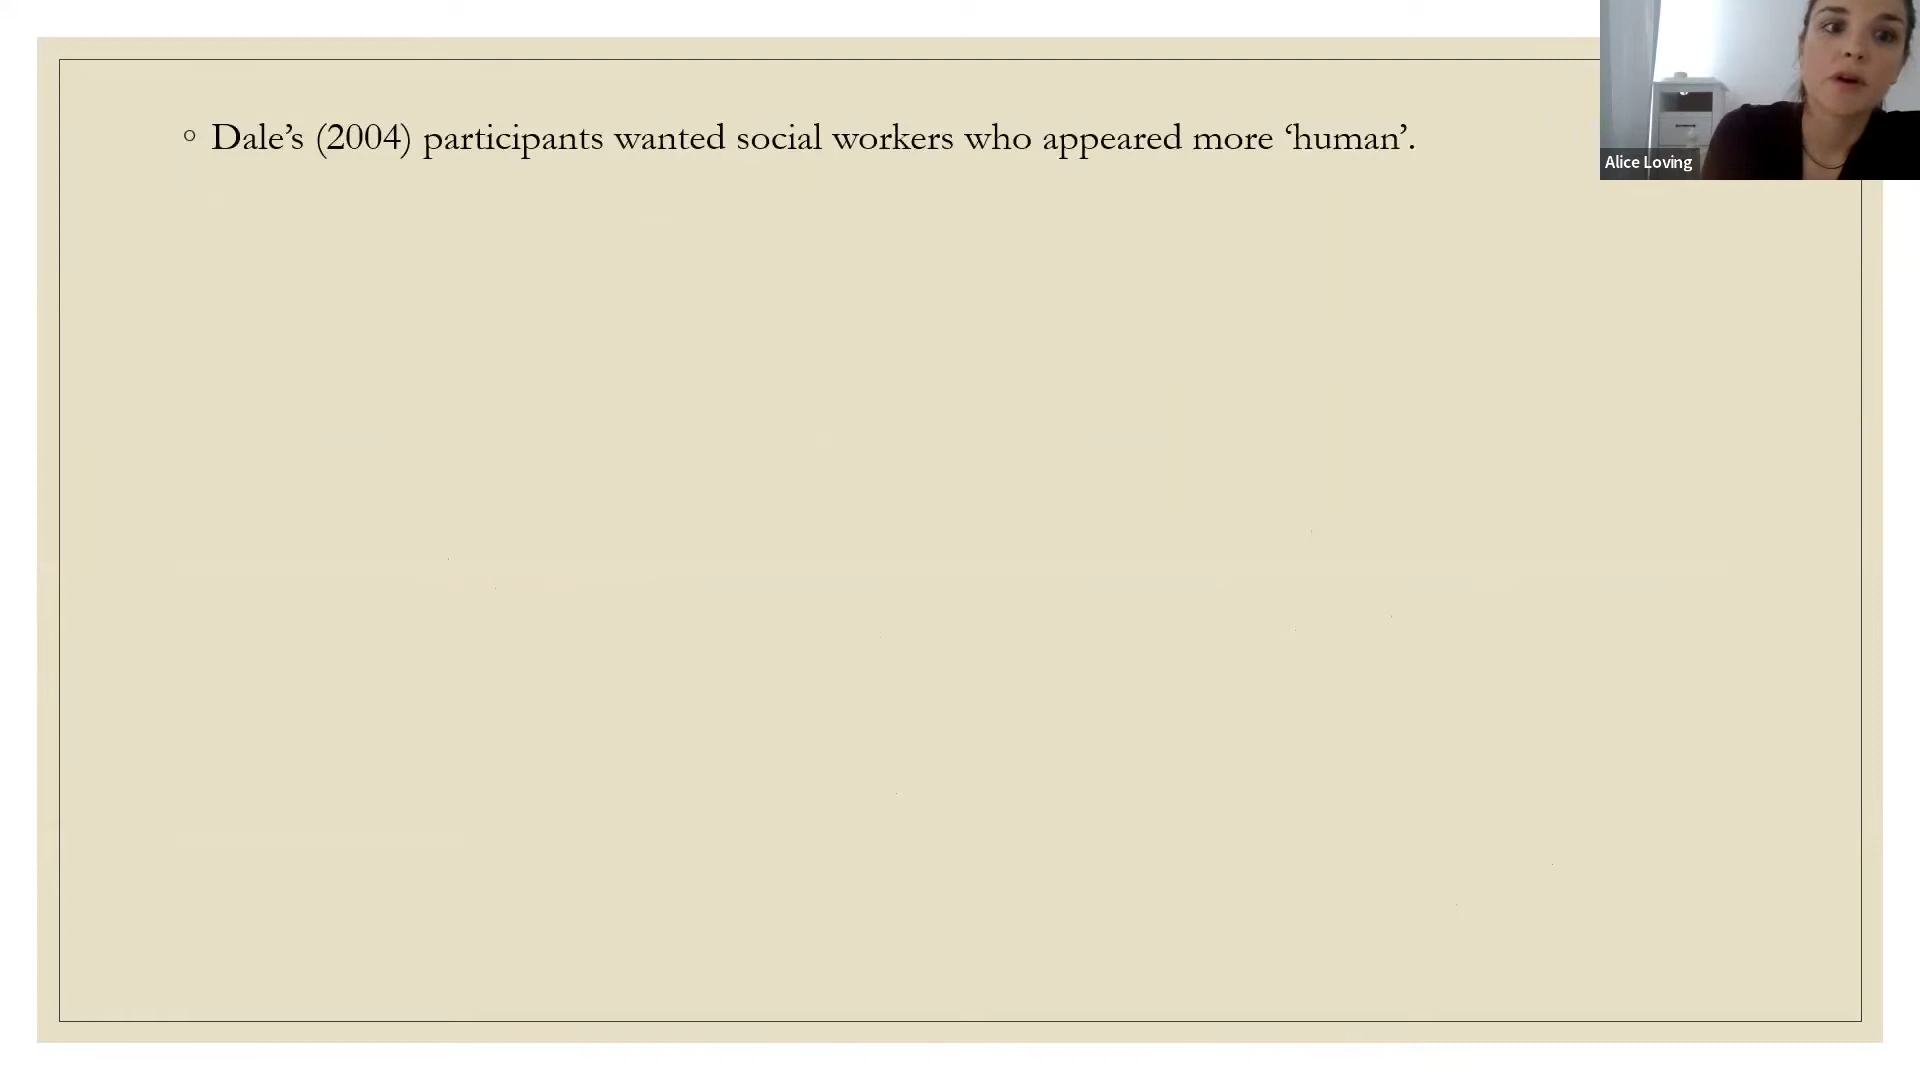 ◦ Dale’s (2004) participants wanted social workers who appeared more ‘human’.
Alice Loving